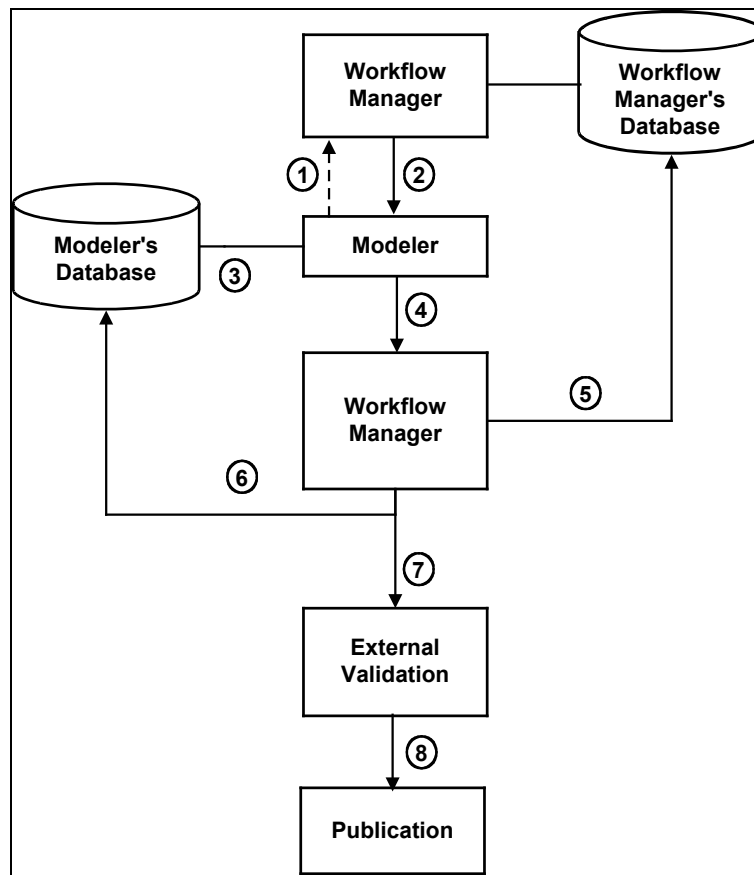 Workflow
Manager
Workflow
Manager's
Database
1
2
Modeler's
Database
Modeler
3
4
Workflow
Manager
5
6
7
External
Validation
8
Publication